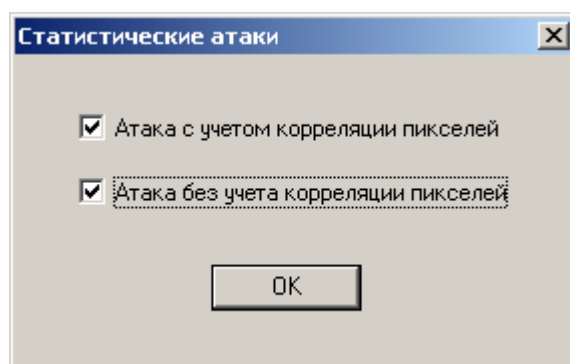 Статистические атаки
Атака с учетом корреляции пикселей
Атака без учета корреляции пикселей
OK